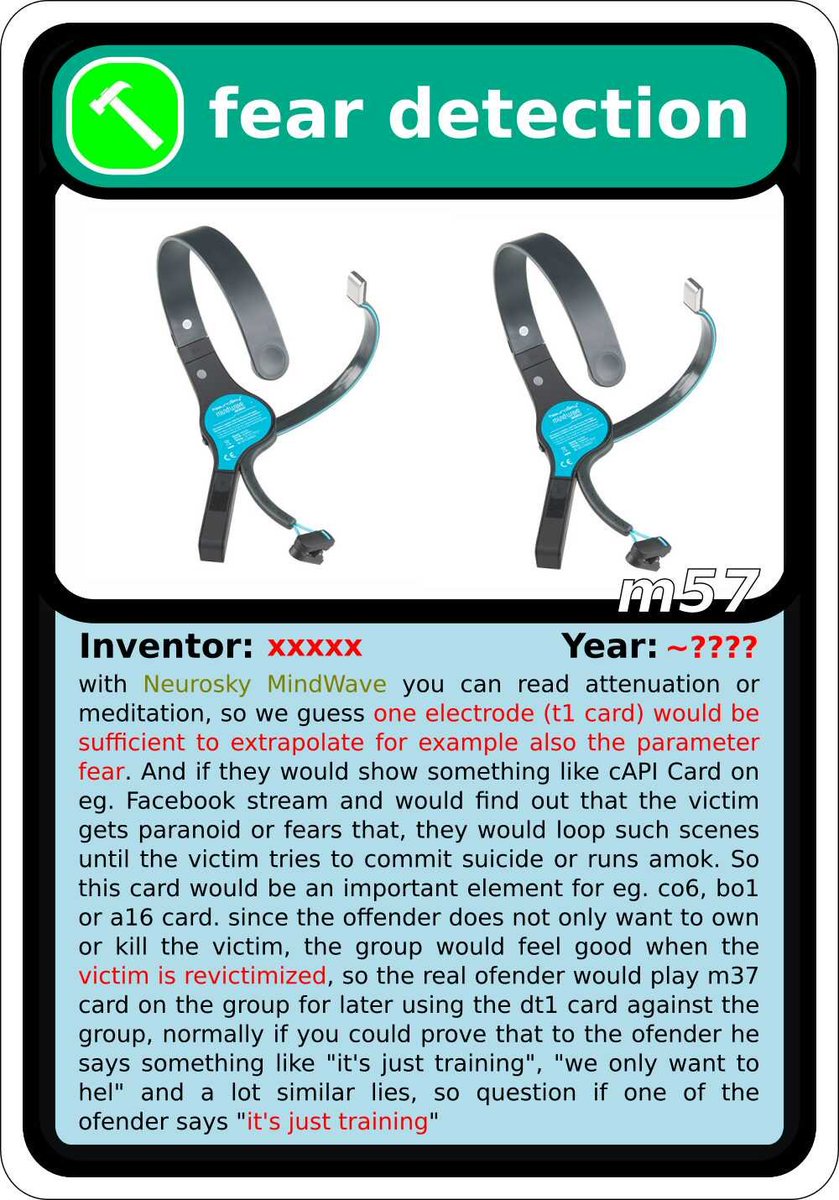 fear detection
m57
Inventor: xxxxx Year: ~????
with Neurosky MindWave you can read attenuation or
meditation, so we guess one electrode (t1 card) would be
sufficient to extrapolate for example also the parameter
fear. And if they would show something like cAPI Card on
eg. Facebook stream and would find out that the victim
gets paranoid or fears that, they would loop such scenes
until the victim tries to commit suicide or runs amok. So
this card would be an important element for eg. co6, bo1
or a16 card. since the offender does not only want to own
or kill the victim, the group would feel good when the
victim is revictimized, so the real ofender would play m37
card on the group for later using the dt1 card against the
group, normally if you could prove that to the ofender he
says something like "it's just training", "we only want to
hel" and a lot similar lies, so question if one of the
ofender says "it's just training"